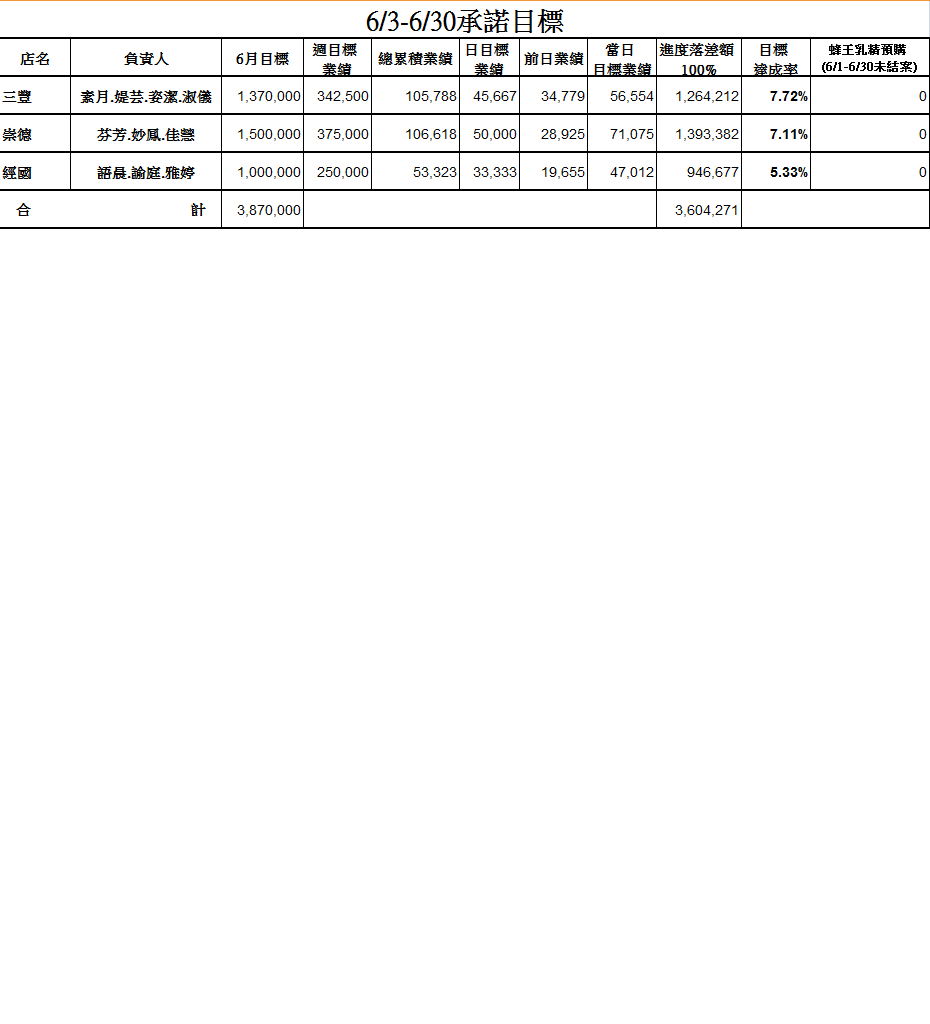 6/3-6/30承諾目標
店名 負責人 6月目標 週目標業績 總累積業績 日目標業績 前日業績 當日目標業績 進度落差額100% 目標達成率 蜂王乳精預購(6/1-6/30未結案)
三豐 素月.媞芸.姿潔.淑儀 1,370,000 342,500 105,788 45,667 34,779 56,554 1,264,212 7.72% 0
崇德 芬芳.妙鳳.佳慧 1,500,000 375,000 106,618 50,000 28,925 71,075 1,393,382 7.11% 0
經國 語晨.諭庭.雅婷 1,000,000 250,000 53,323 33,333 19,655 47,012 946,677 5.33% 0
合計 3,870,000 3,604,271